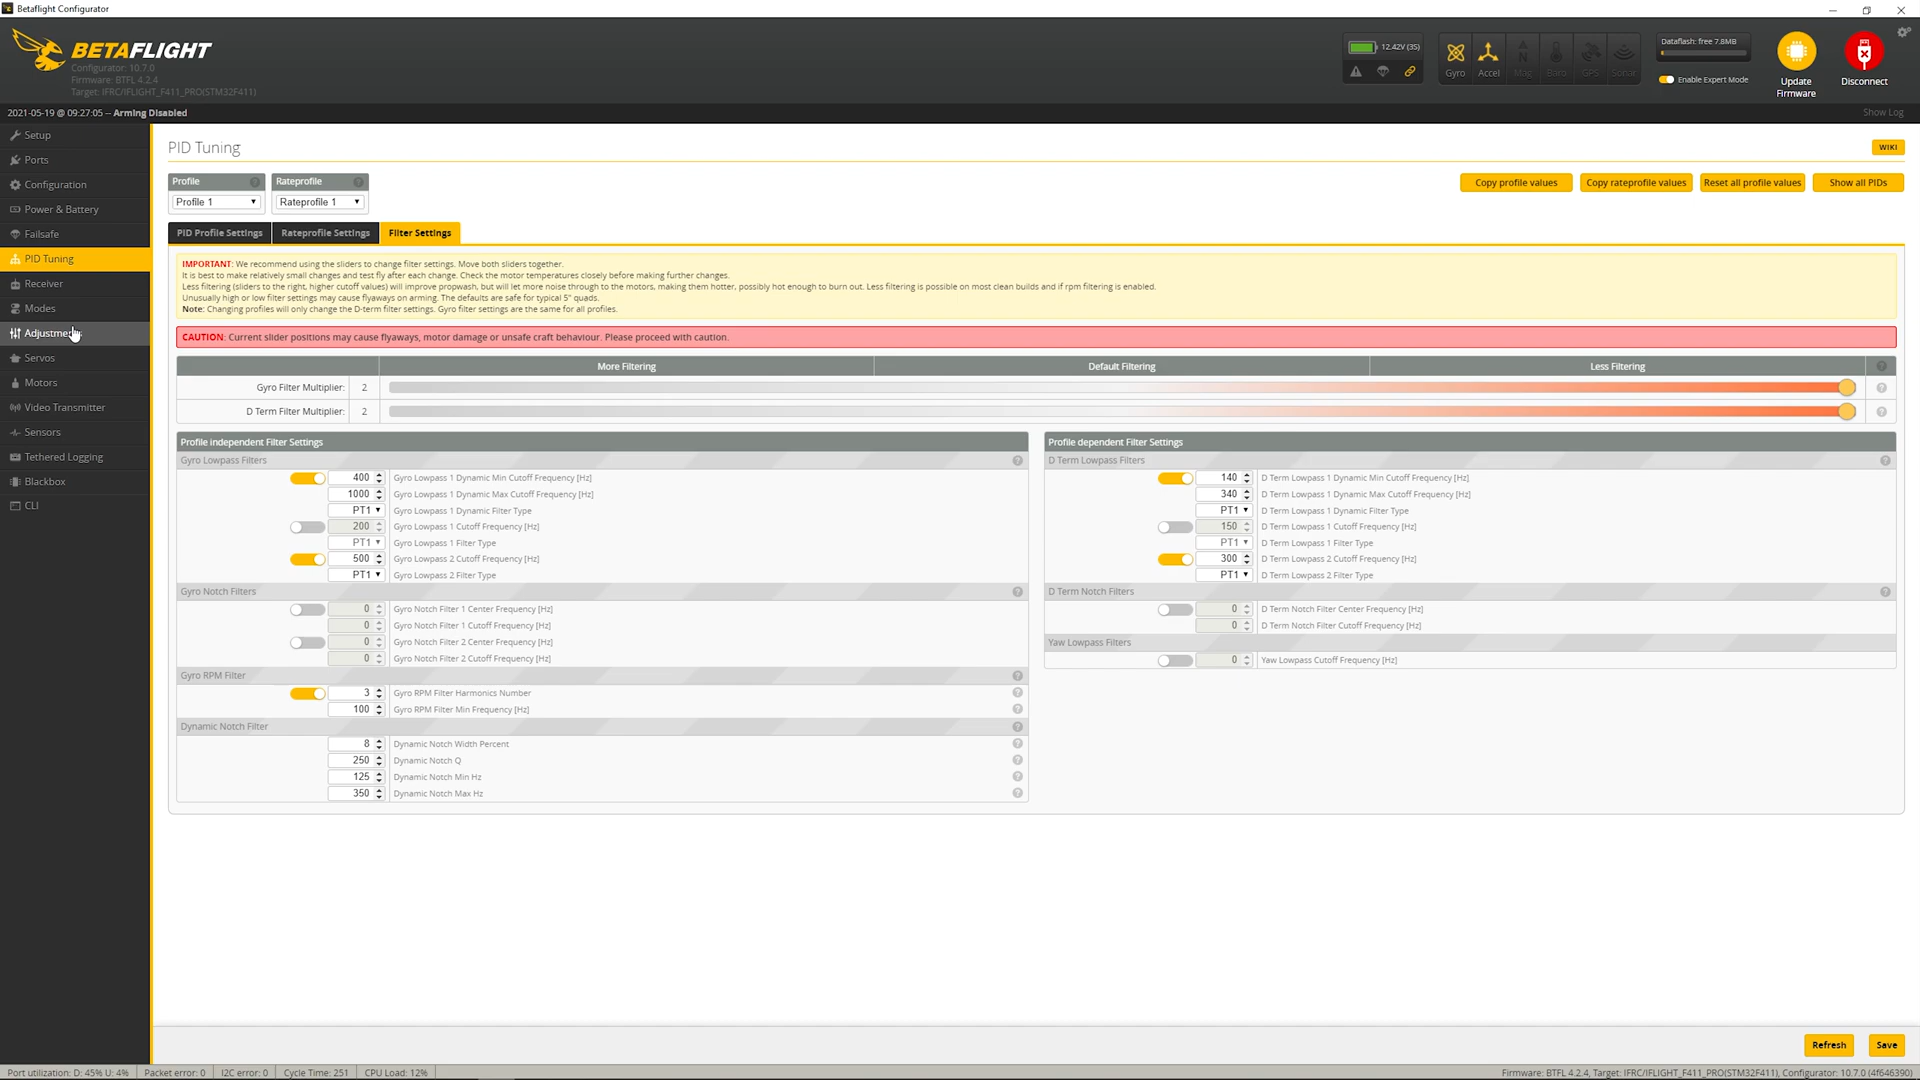 Betaflight Configurator
BETAFLIGHT
Configurator: 10.7.0
Firmware: BTFL 4.2.4
Target: IFRC/IFLIGHT_F411_PRO(STM32F411)
12.42V (3S)
Gyro
Accel
Mag
Baro
GPS
Sonar
Dataflash: free 7.8MB
Enable Expert Mode
Update
Firmware
Disconnect
2021-05-19 @ 09:27:05 -- Arming Disabled
Show Log
Setup
Ports
Configuration
Power & Battery
Failsafe
PID Tuning
Receiver
Modes
Servos
Motors
Video Transmitter
Sensors
Tethered Logging
Blackbox
CLI
PID Tuning
WIKI
Profile
Rateprofile
Profile 1
Rateprofile 1
Copy profile values
Copy rateprofile values
Reset all profile values
Show all PIDs
PID Profile Settings
Rateprofile Settings
Filter Settings
IMPORTANT: We recommend using the sliders to change filter settings. Move both sliders together.
It is best to make relatively small changes and test fly after each change. Check the motor temperatures closely before making further changes.
Less filtering (sliders to the right, higher cutoff values) will improve propwash, but will let more noise through to the motors, making them hotter, possibly hot enough to burn out. Less filtering is possible on most clean builds and if rpm filtering is enabled.
Unusually high or low filter settings may cause flyaways on arming. The defaults are safe for typical 5" quads.
Note: Changing profiles will only change the D-term filter settings. Gyro filter settings are the same for all profiles.
CAUTION: Current slider positions may cause flyaways, motor damage or unsafe craft behaviour. Please proceed with caution.
More Filtering
Default Filtering
Less Filtering
Gyro Filter Multiplier: 2
D Term Filter Multiplier: 2
Profile independent Filter Settings
Gyro Lowpass Filters
400 Gyro Lowpass 1 Dynamic Min Cutoff Frequency [Hz]
1000 Gyro Lowpass 1 Dynamic Max Cutoff Frequency [Hz]
PT1 Gyro Lowpass 1 Dynamic Filter Type
200 Gyro Lowpass 1 Cutoff Frequency [Hz]
PT1 Gyro Lowpass 1 Filter Type
500 Gyro Lowpass 2 Cutoff Frequency [Hz]
PT1 Gyro Lowpass 2 Filter Type
Gyro Notch Filters
0 Gyro Notch Filter 1 Center Frequency [Hz]
0 Gyro Notch Filter 1 Cutoff Frequency [Hz]
0 Gyro Notch Filter 2 Center Frequency [Hz]
0 Gyro Notch Filter 2 Cutoff Frequency [Hz]
Gyro RPM Filter
3 Gyro RPM Filter Harmonics Number
100 Gyro RPM Filter Min Frequency [Hz]
Dynamic Notch Filter
8 Dynamic Notch Width Percent
250 Dynamic Notch Q
125 Dynamic Notch Min Hz
350 Dynamic Notch Max Hz
Profile dependent Filter Settings
D Term Lowpass Filters
140 D Term Lowpass 1 Dynamic Min Cutoff Frequency [Hz]
340 D Term Lowpass 1 Dynamic Max Cutoff Frequency [Hz]
PT1 D Term Lowpass 1 Dynamic Filter Type
150 D Term Lowpass 1 Cutoff Frequency [Hz]
PT1 D Term Lowpass 1 Filter Type
300 D Term Lowpass 2 Cutoff Frequency [Hz]
PT1 D Term Lowpass 2 Filter Type
D Term Notch Filters
0 D Term Notch Filter Center Frequency [Hz]
0 D Term Notch Filter Cutoff Frequency [Hz]
Yaw Lowpass Filters
0 Yaw Lowpass Cutoff Frequency [Hz]
Refresh
Save
Port utilization: D: 45% U: 4%
Packet error: 0
I2C error: 0
Cycle Time: 251
CPU Load: 12%
Firmware: BTFL 4.2.4, Target: IFRC/IFLIGHT_F411_PRO(STM32F411), Configurator: 10.7.0 (4f646390)